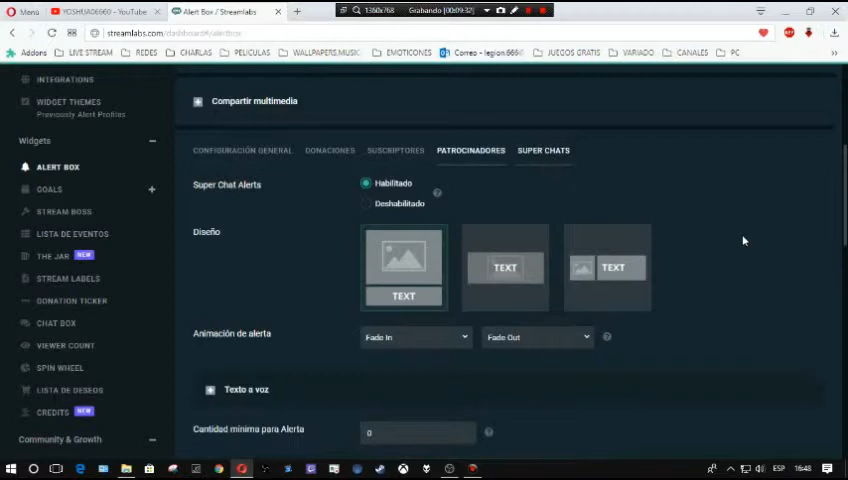 Menú
YOSHUA06560 - YouTube
Alert Box / Streamlabs
1360x768
Grabando [00:09:32]
streamlabs.com/dashboard#/alertbox
Addons
LIVE STREAM
REDES
CHARLAS
PELICULAS
WALLPAPERS,MUSIC
EMOTICONES
Correo - legion666
JUEGOS GRATIS
VARIADO
CANALES
PC
INTEGRATIONS
WIDGET THEMES
Previously Alert Profiles
Widgets
ALERT BOX
GOALS
STREAM BOSS
LISTA DE EVENTOS
THE JAR NEW
STREAM LABELS
DONATION TICKER
CHAT BOX
VIEWER COUNT
SPIN WHEEL
LISTA DE DESEOS
CREDITS NEW
Community & Growth
Compartir multimedia
CONFIGURACIÓN GENERAL
DONACIONES
SUSCRIPTORES
PATROCINADORES
SUPER CHATS
Super Chat Alerts
Habilitado
Deshabilitado
Diseño
TEXT
TEXT
TEXT
Animación de alerta
Fade In
Fade Out
Texto a voz
Cantidad mínima para Alerta
0
ESP
16:48